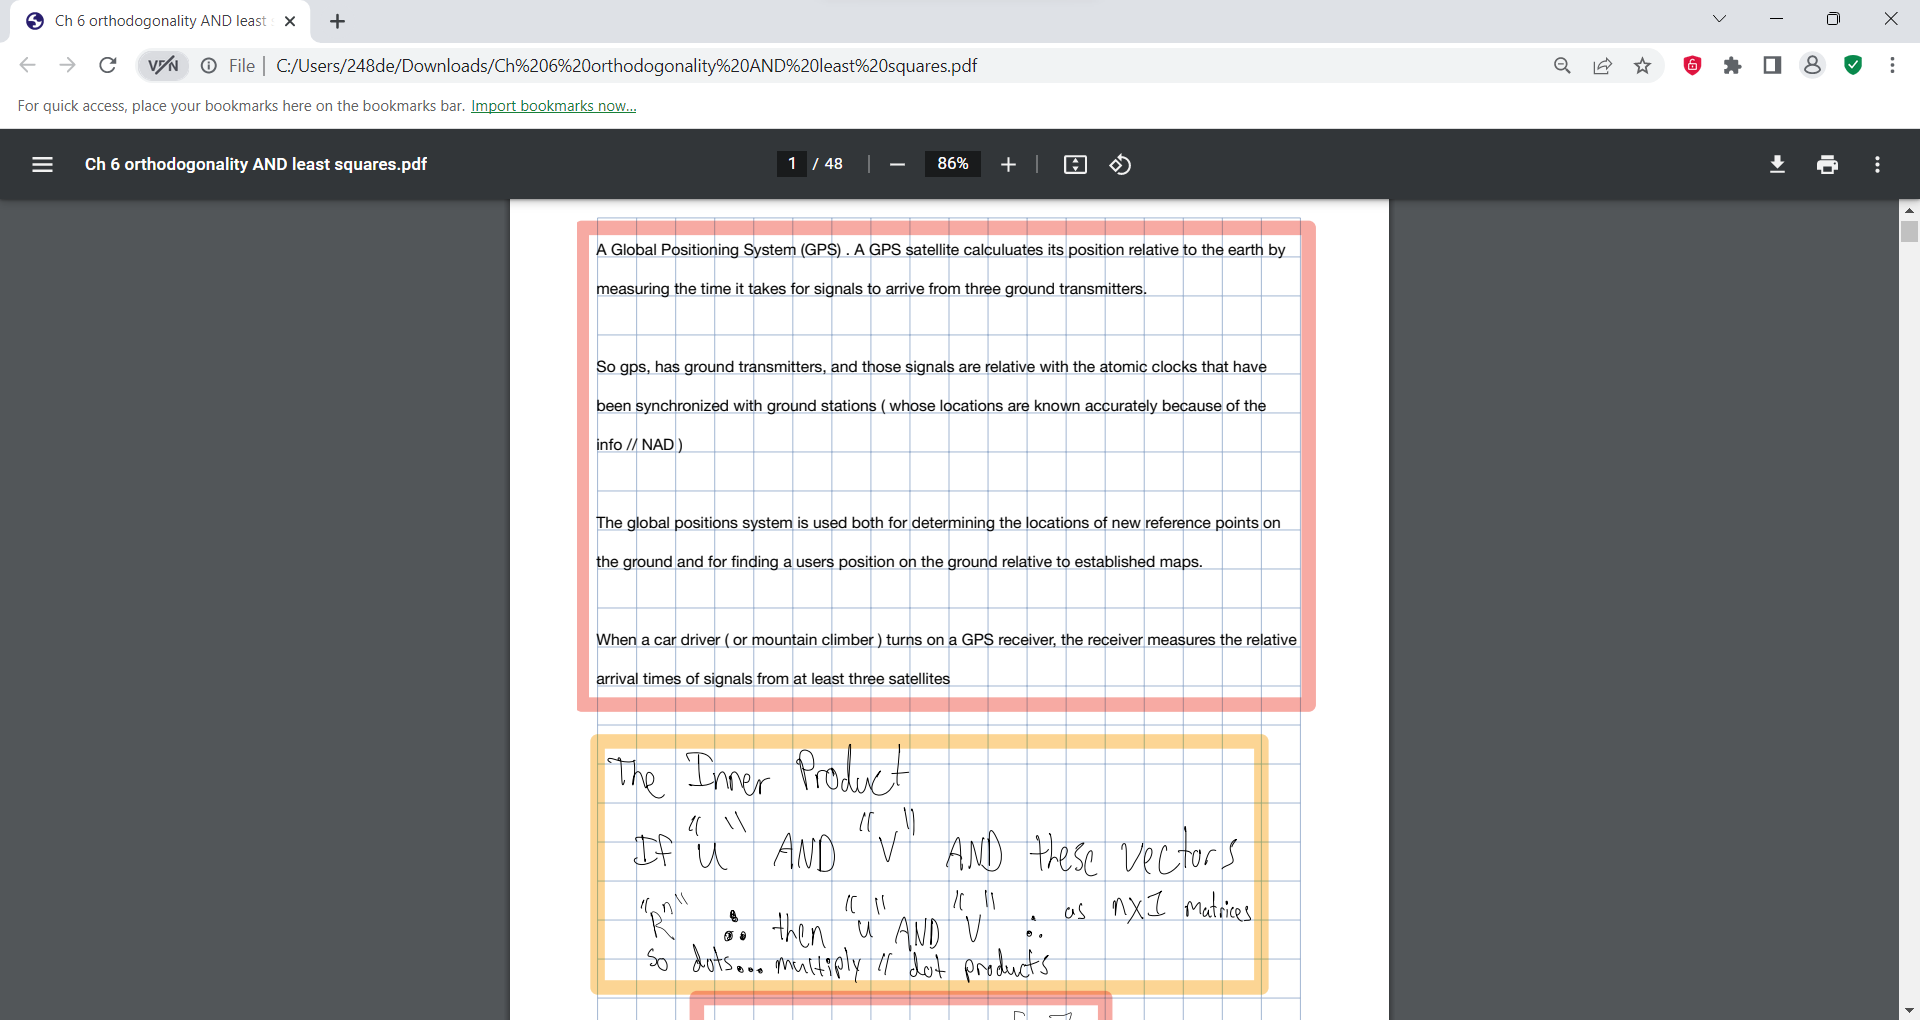 Ch 6 orthodogonality AND least
VPN File C:/Users/248de/Downloads/Ch%206%20orthodogonality%20AND%20least%20squares.pdf
For quick access, place your bookmarks here on the bookmarks bar. Import bookmarks now...
Ch 6 orthodogonality AND least squares.pdf 1 / 48 86%
A Global Positioning System (GPS) . A GPS satellite calculuates its position relative to the earth by
measuring the time it takes for signals to arrive from three ground transmitters.
So gps, has ground transmitters, and those signals are relative with the atomic clocks that have
been synchronized with ground stations ( whose locations are known accurately because of the
info // NAD )
The global positions system is used both for determining the locations of new reference points on
the ground and for finding a users position on the ground relative to established maps.
When a car driver ( or mountain climber ) turns on a GPS receiver, the receiver measures the relative
arrival times of signals from at least three satellites
The Inner Product
If "u" AND "V" AND these vectors
"Rⁿ" ∴ then "u" AND "V" ∴ as nXI matrices
So dots... multiply // dot products